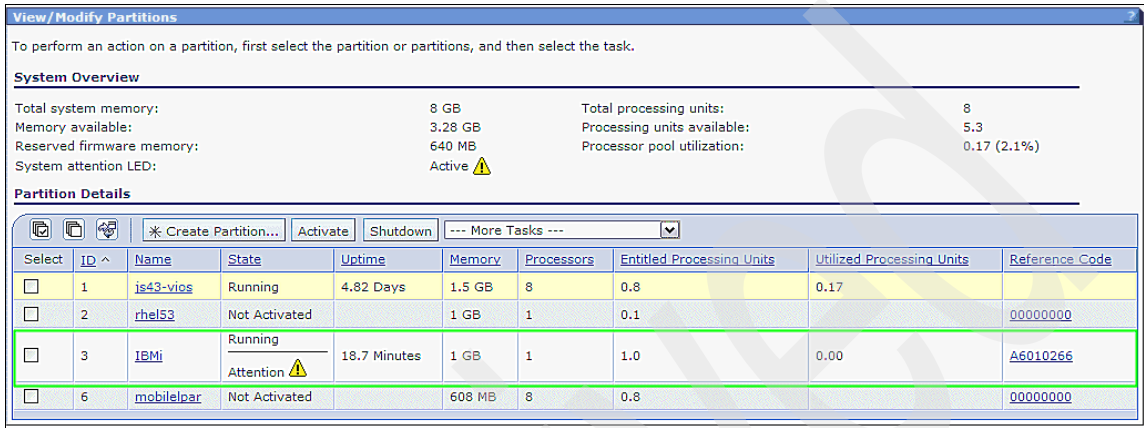 View/Modify Partitions ?
To perform an action on a partition, first select the partition or partitions, and then select the task.
System Overview
Total system memory: 8 GB Total processing units: 8
Memory available: 3.28 GB Processing units available: 5.3
Reserved firmware memory: 640 MB Processor pool utilization: 0.17 (2.1%)
System attention LED: Active
Partition Details
Create Partition... Activate Shutdown --- More Tasks ---
Select ID ^ Name State Uptime Memory Processors Entitled Processing Units Utilized Processing Units Reference Code
1 js43-vios Running 4.82 Days 1.5 GB 8 0.8 0.17
2 rhel53 Not Activated 1 GB 1 0.1 00000000
3 IBMi Running Attention 18.7 Minutes 1 GB 1 1.0 0.00 A6010266
6 mobilelpar Not Activated 608 MB 8 0.8 00000000